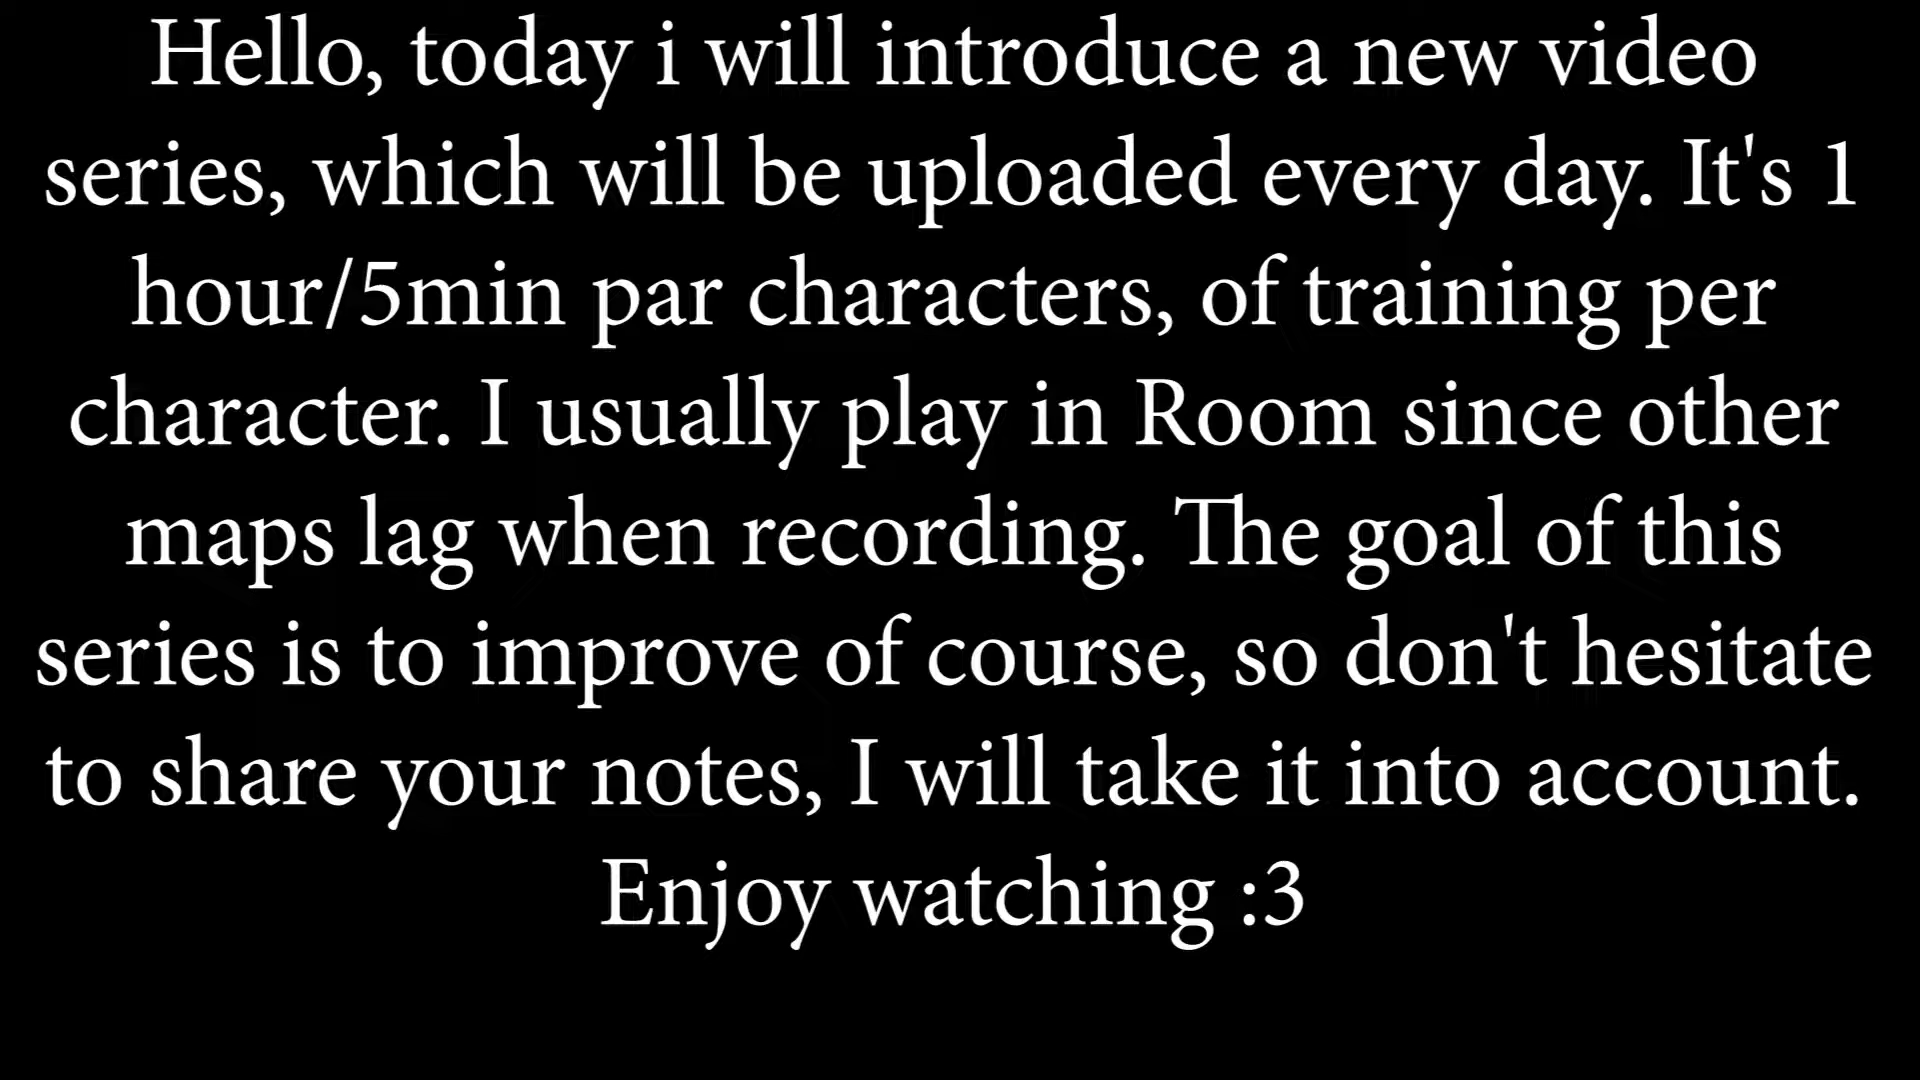 Hello, today i will introduce a new video
series, which will be uploaded every day. It's 1
hour/5min par characters, of training per
character. I usually play in Room since other
maps lag when recording. The goal of this
series is to improve of course, so don't hesitate
to share your notes, I will take it into account.
Enjoy watching :3